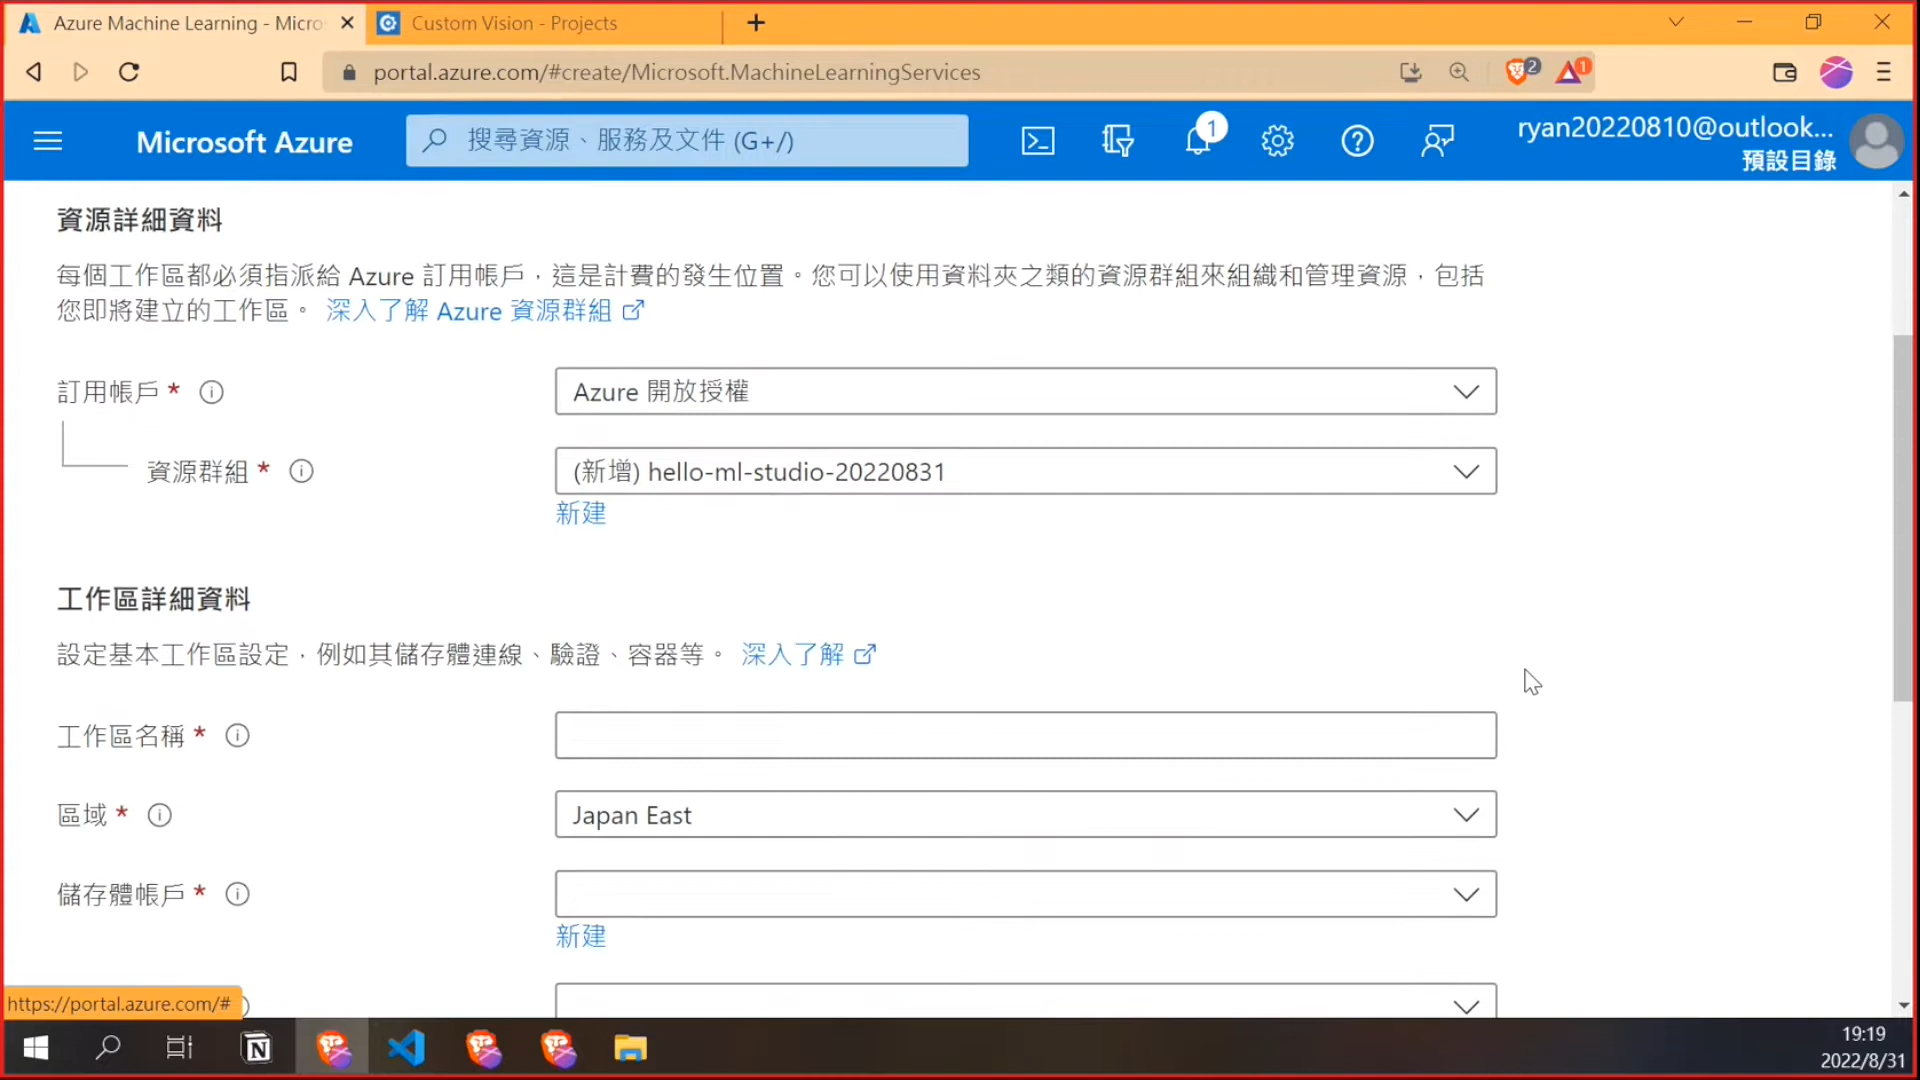 Azure Machine Learning - Micro
Custom Vision - Projects
portal.azure.com/#create/Microsoft.MachineLearningServices
2
1
Microsoft Azure
搜尋資源、服務及文件 (G+/)
1
ryan20220810@outlook...
預設目錄
資源詳細資料
每個工作區都必須指派給 Azure 訂用帳戶，這是計費的發生位置。您可以使用資料夾之類的資源群組來組織和管理資源，包括
您即將建立的工作區。 深入了解 Azure 資源群組
訂用帳戶 *
Azure 開放授權
資源群組 *
(新增) hello-ml-studio-20220831
新建
工作區詳細資料
設定基本工作區設定，例如其儲存體連線、驗證、容器等。 深入了解
工作區名稱 *
區域 *
Japan East
儲存體帳戶 *
新建
https://portal.azure.com/#
19:19
2022/8/31